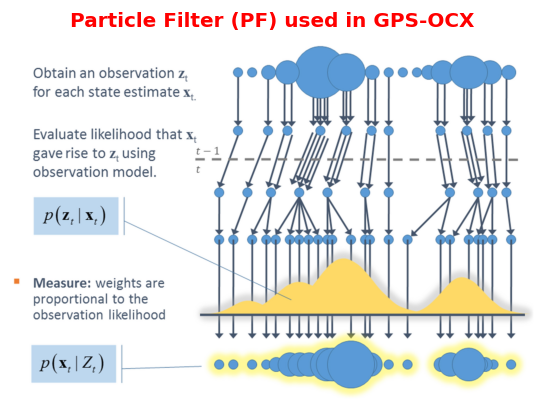 Particle Filter (PF) used in GPS-OCX
Obtain an observation zₜ
for each state estimate xₜ.
Evaluate likelihood that xₜ
gave rise to zₜ using
observation model.
t − 1
t
p(zₜ | xₜ)
Measure: weights are
proportional to the
observation likelihood
p(xₜ | Zₜ)